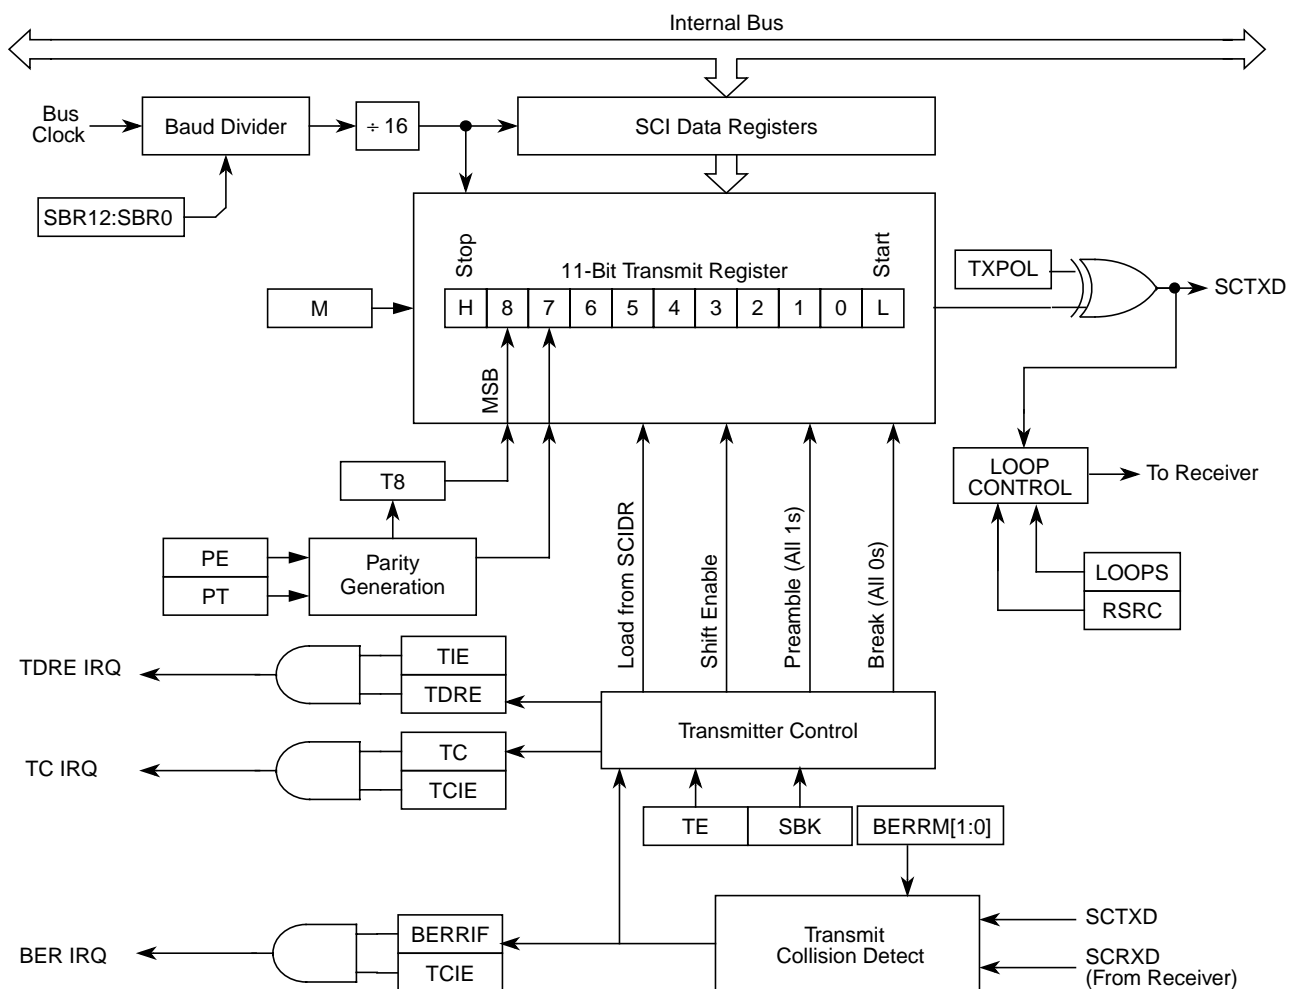 Internal Bus
Bus
Clock
Baud Divider
÷ 16
SCI Data Registers
SBR12:SBR0
Stop
11-Bit Transmit Register
Start
H 8 7 6 5 4 3 2 1 0 L
M
MSB
TXPOL
SCTXD
T8
LOOP
CONTROL
To Receiver
PE
PT
Parity
Generation
LOOPS
RSRC
Load from SCIDR
Shift Enable
Preamble (All 1s)
Break (All 0s)
TDRE IRQ
TIE
TDRE
Transmitter Control
TC IRQ
TC
TCIE
TE
SBK
BERRM[1:0]
BER IRQ
BERRIF
TCIE
Transmit
Collision Detect
SCTXD
SCRXD
(From Receiver)